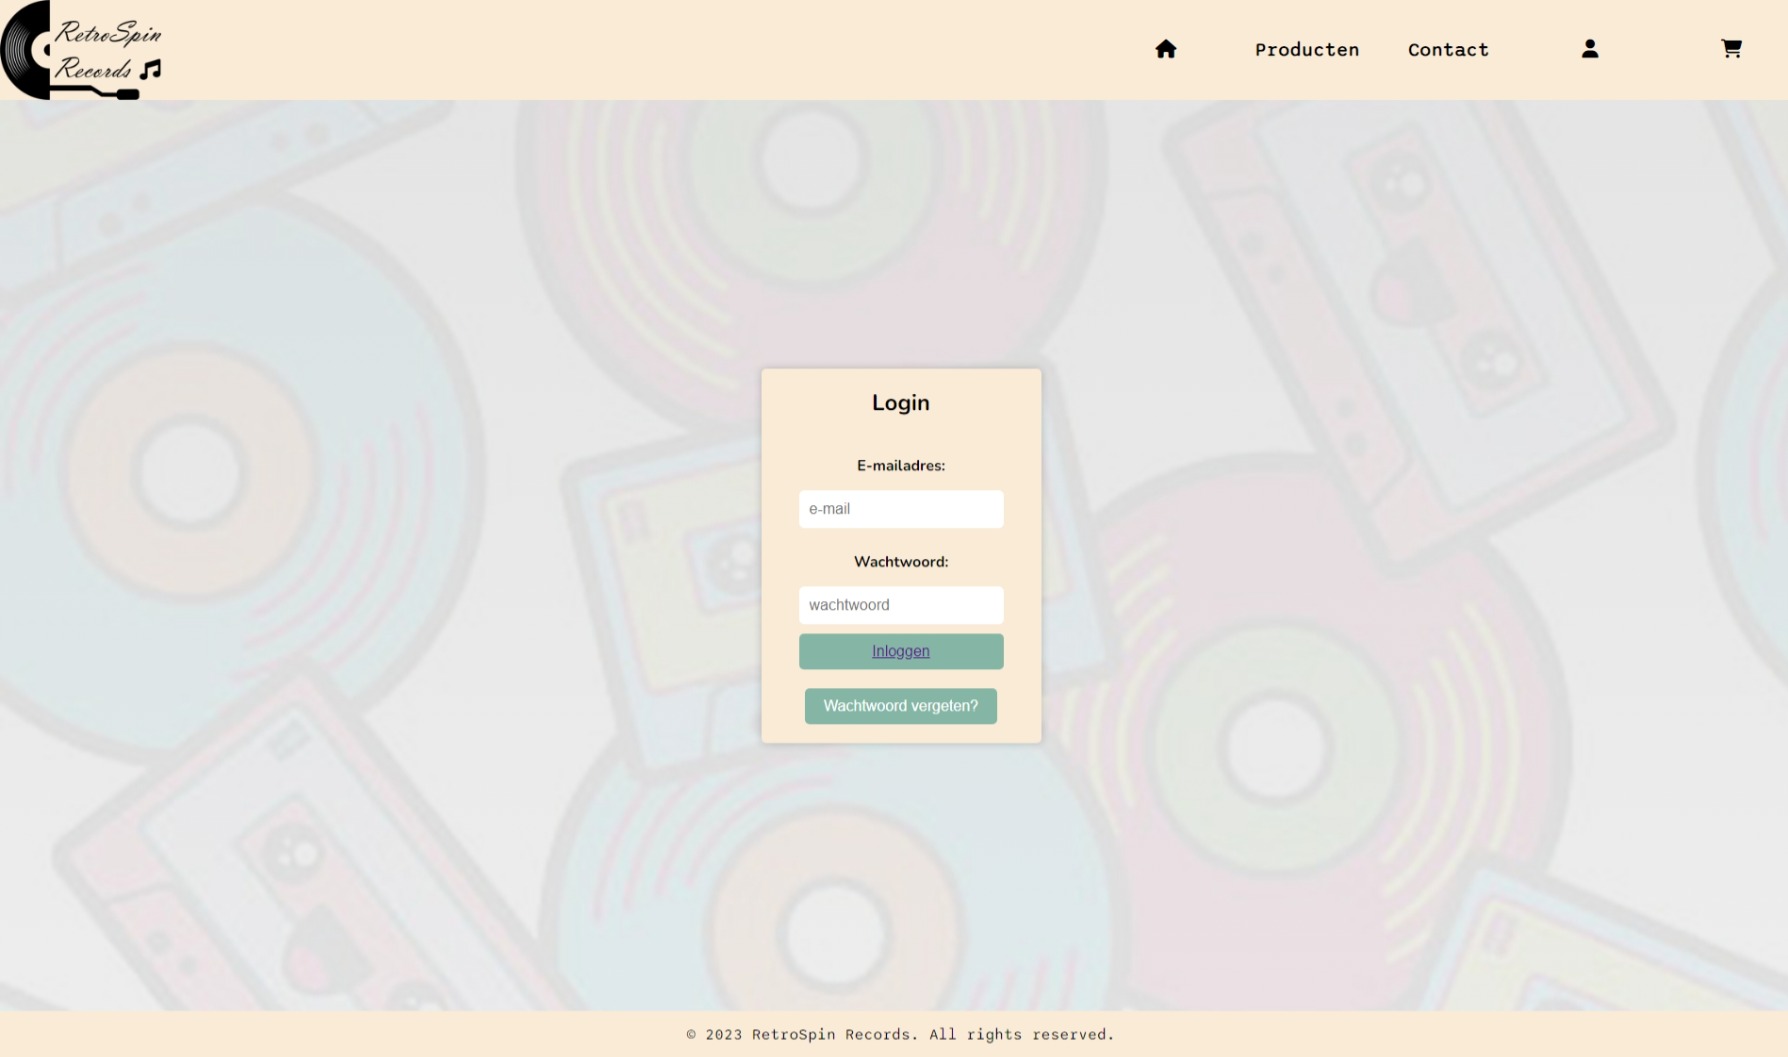 RetroSpin
Records
Producten
Contact
Login
E-mailadres:
e-mail
Wachtwoord:
wachtwoord
Inloggen
Wachtwoord vergeten?
© 2023 RetroSpin Records. All rights reserved.